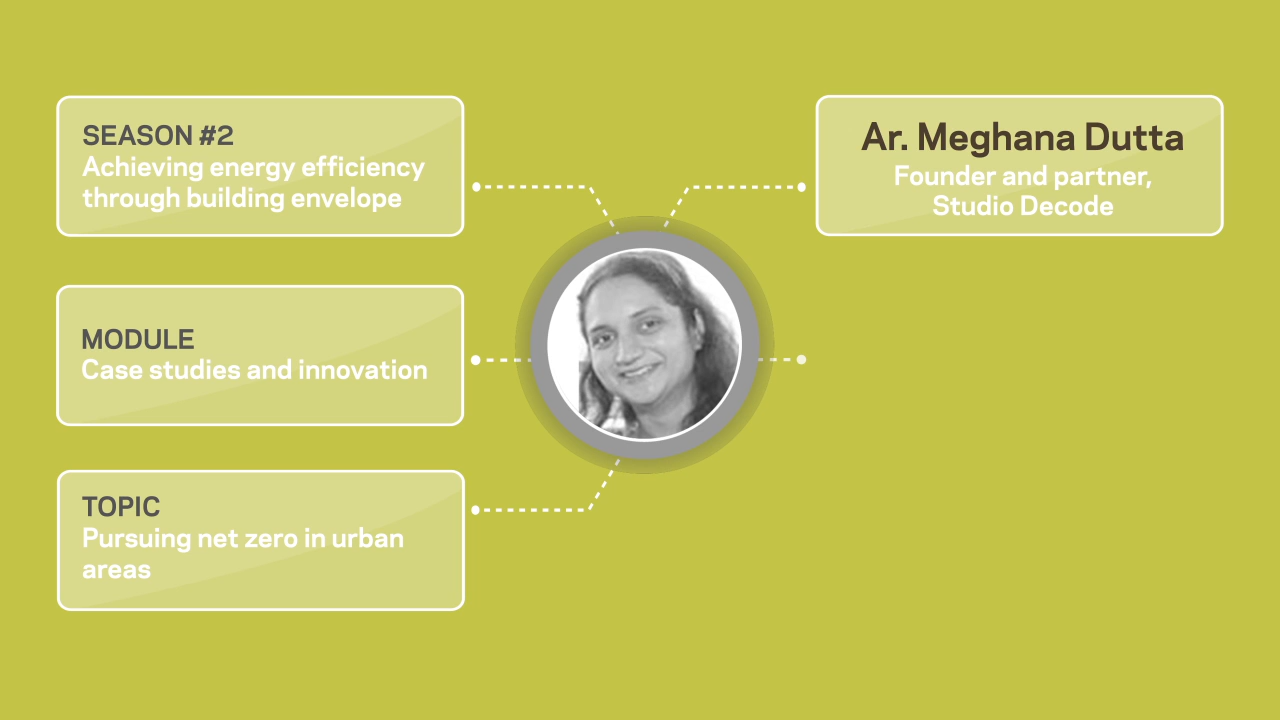 SEASON #2
Achieving energy efficiency
through building envelope
MODULE
Case studies and innovation
TOPIC
Pursuing net zero in urban
areas
Ar. Meghana Dutta
Founder and partner,
Studio Decode